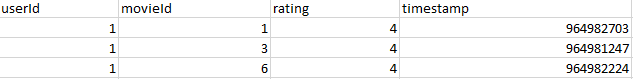 userId movieId rating timestamp
1 1 4 964982703
1 3 4 964981247
1 6 4 964982224